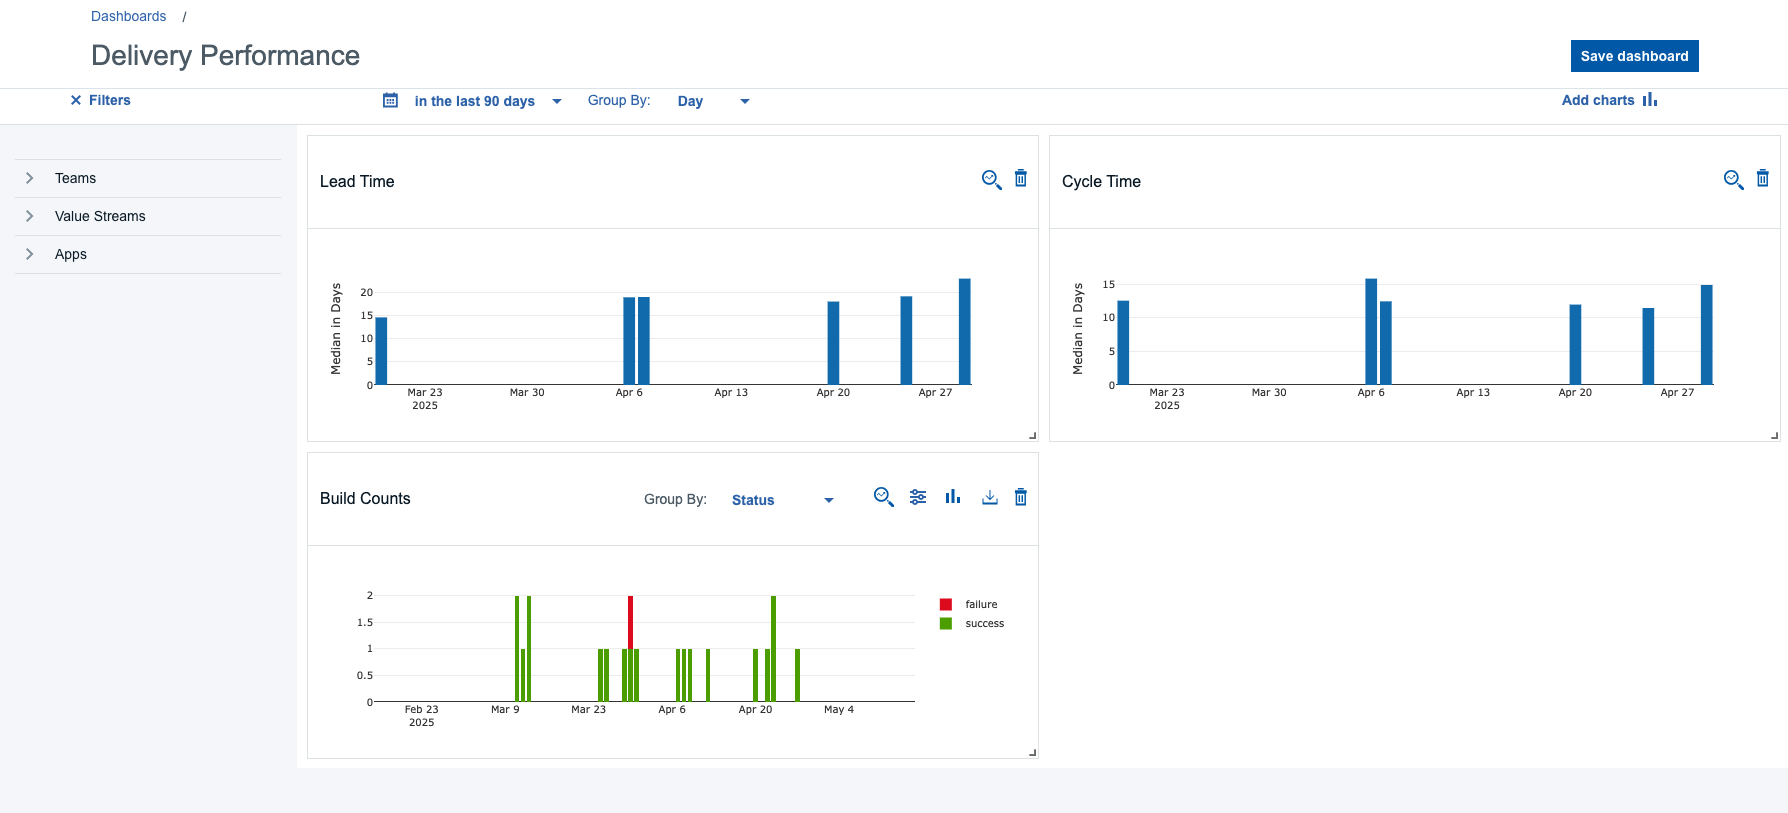 Dashboards /
Delivery Performance
Save dashboard
Filters
in the last 90 days
Group By: Day
Add charts
Teams
Value Streams
Apps
Lead Time
Median in Days
20
15
10
5
0
Mar 23
2025
Mar 30
Apr 6
Apr 13
Apr 20
Apr 27
Cycle Time
Median in Days
15
10
5
0
Mar 23
2025
Mar 30
Apr 6
Apr 13
Apr 20
Apr 27
Build Counts
Group By: Status
2
1.5
1
0.5
0
Feb 23
2025
Mar 9
Mar 23
Apr 6
Apr 20
May 4
failure
success